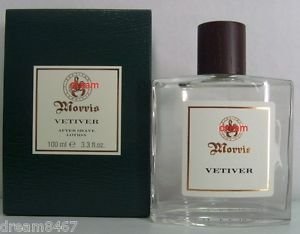 dream
Morris
VETIVER
AFTER SHAVE
LOTION
100 ml e 3.3 fl.oz.
dream
Morris
VETIVER
dream8467